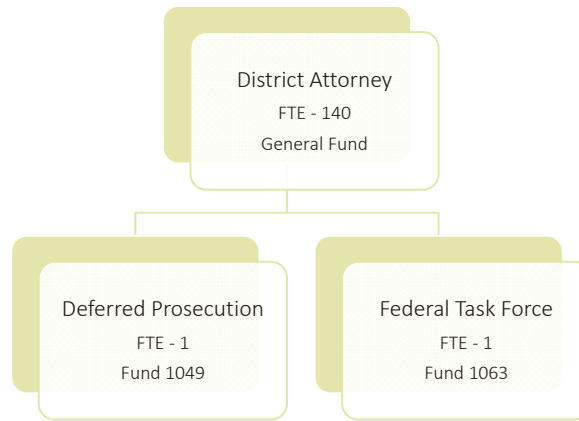 District Attorney
FTE - 140
General Fund
Deferred Prosecution
FTE - 1
Fund 1049
Federal Task Force
FTE - 1
Fund 1063